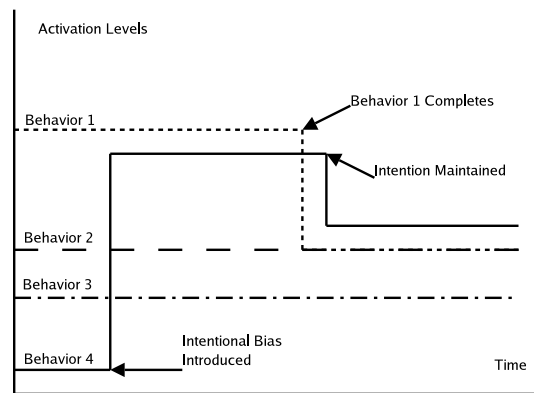 Activation Levels
Behavior 1 Completes
Behavior 1
Intention Maintained
Behavior 2
Behavior 3
Intentional Bias
Introduced
Behavior 4
Time